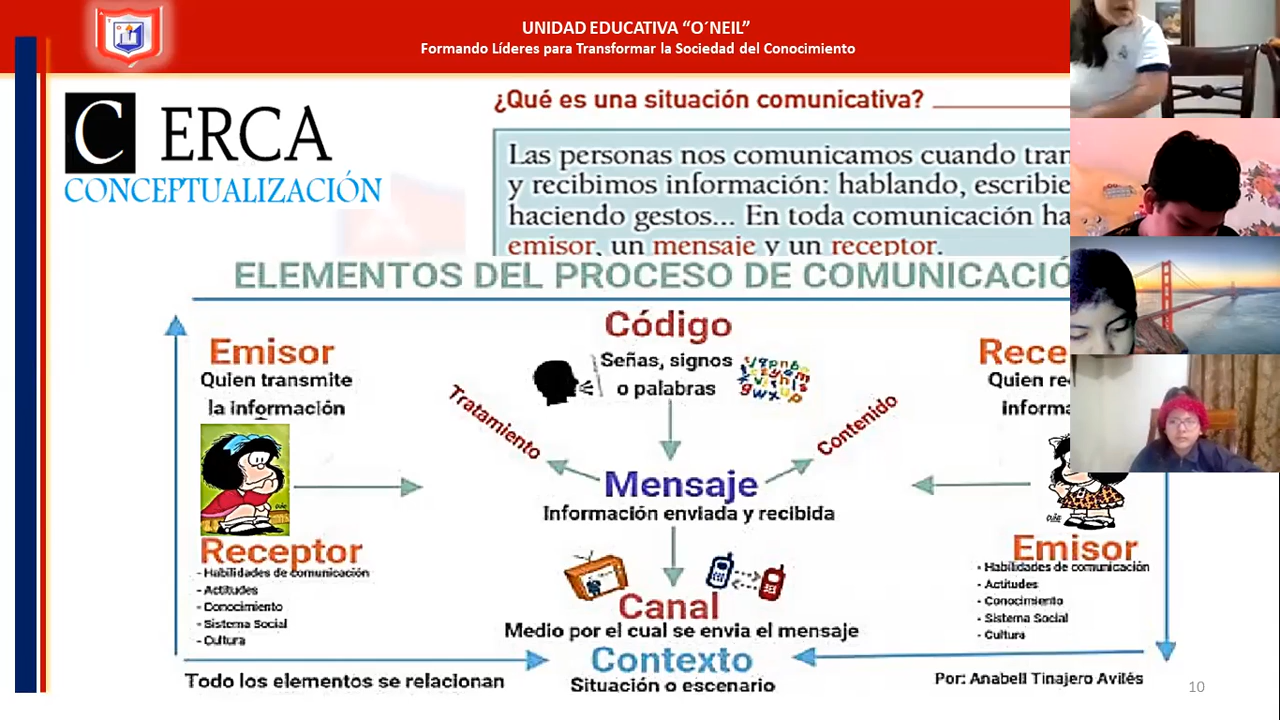 UNIDAD EDUCATIVA “O´NEIL”
Formando Líderes para Transformar la Sociedad del Conocimiento
C ERCA
CONCEPTUALIZACIÓN
¿Qué es una situación comunicativa?
Las personas nos comunicamos cuando tran
y recibimos información: hablando, escribie
haciendo gestos... En toda comunicación ha
emisor, un mensaje y un receptor.
ELEMENTOS DEL PROCESO DE COMUNICACIÓ
Emisor
Quien transmite
la información
Código
Señas, signos
o palabras
Rece
Quien re
informa
Tratamiento
Contenido
Mensaje
Información enviada y recibida
Receptor
- Habilidades de comunicación
- Actitudes
- Conocimiento
- Sistema Social
- Cultura
Canal
Medio por el cual se envia el mensaje
Emisor
- Habilidades de comunicación
- Actitudes
- Conocimiento
- Sistema Social
- Cultura
Contexto
Situación o escenario
Todo los elementos se relacionan
Por: Anabell Tinajero Avilés
10